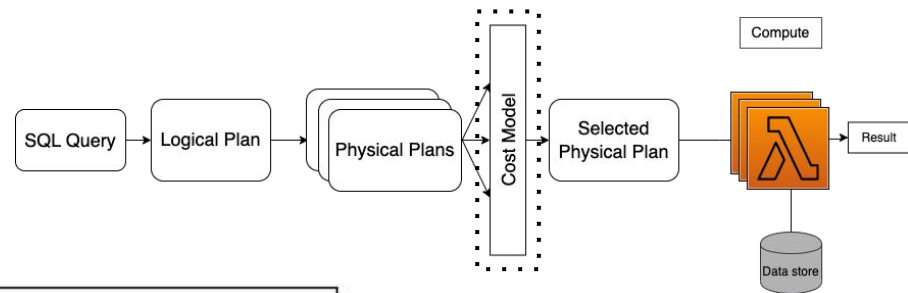 Compute
SQL Query
Logical Plan
Physical Plans
Cost Model
Selected
Physical Plan
Result
Data store